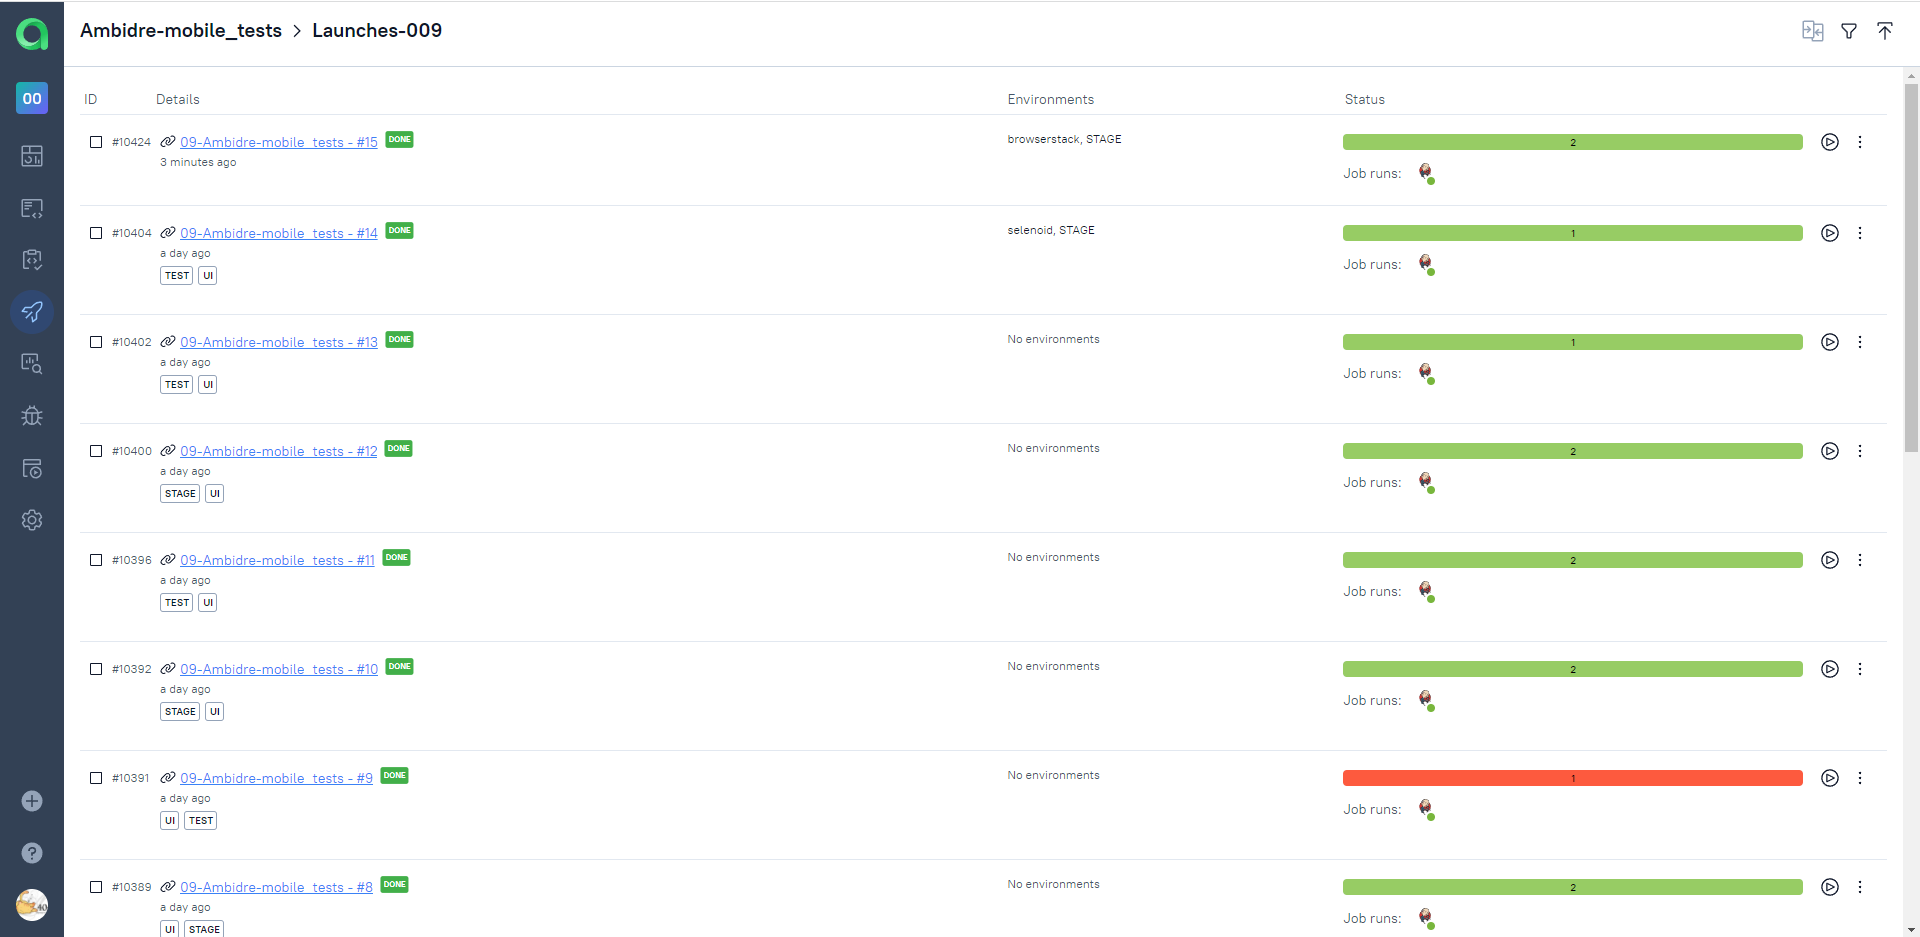 Ambidre-mobile_tests > Launches-009
00
ID Details Environments Status
#10424 09-Ambidre-mobile_tests - #15 DONE browserstack, STAGE 2
3 minutes ago
Job runs:
#10404 09-Ambidre-mobile_tests - #14 DONE selenoid, STAGE 1
a day ago
Job runs:
TEST UI
#10402 09-Ambidre-mobile_tests - #13 DONE No environments 1
a day ago
Job runs:
TEST UI
#10400 09-Ambidre-mobile_tests - #12 DONE No environments 2
a day ago
Job runs:
STAGE UI
#10396 09-Ambidre-mobile_tests - #11 DONE No environments 2
a day ago
Job runs:
TEST UI
#10392 09-Ambidre-mobile_tests - #10 DONE No environments 2
a day ago
Job runs:
STAGE UI
#10391 09-Ambidre-mobile_tests - #9 DONE No environments 1
a day ago
Job runs:
UI TEST
#10389 09-Ambidre-mobile_tests - #8 DONE No environments 2
a day ago
Job runs:
UI STAGE